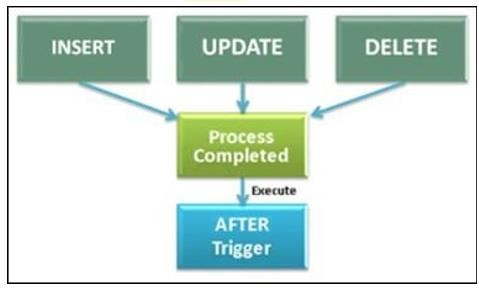 INSERT
UPDATE
DELETE
Process
Completed
Execute
AFTER
Trigger